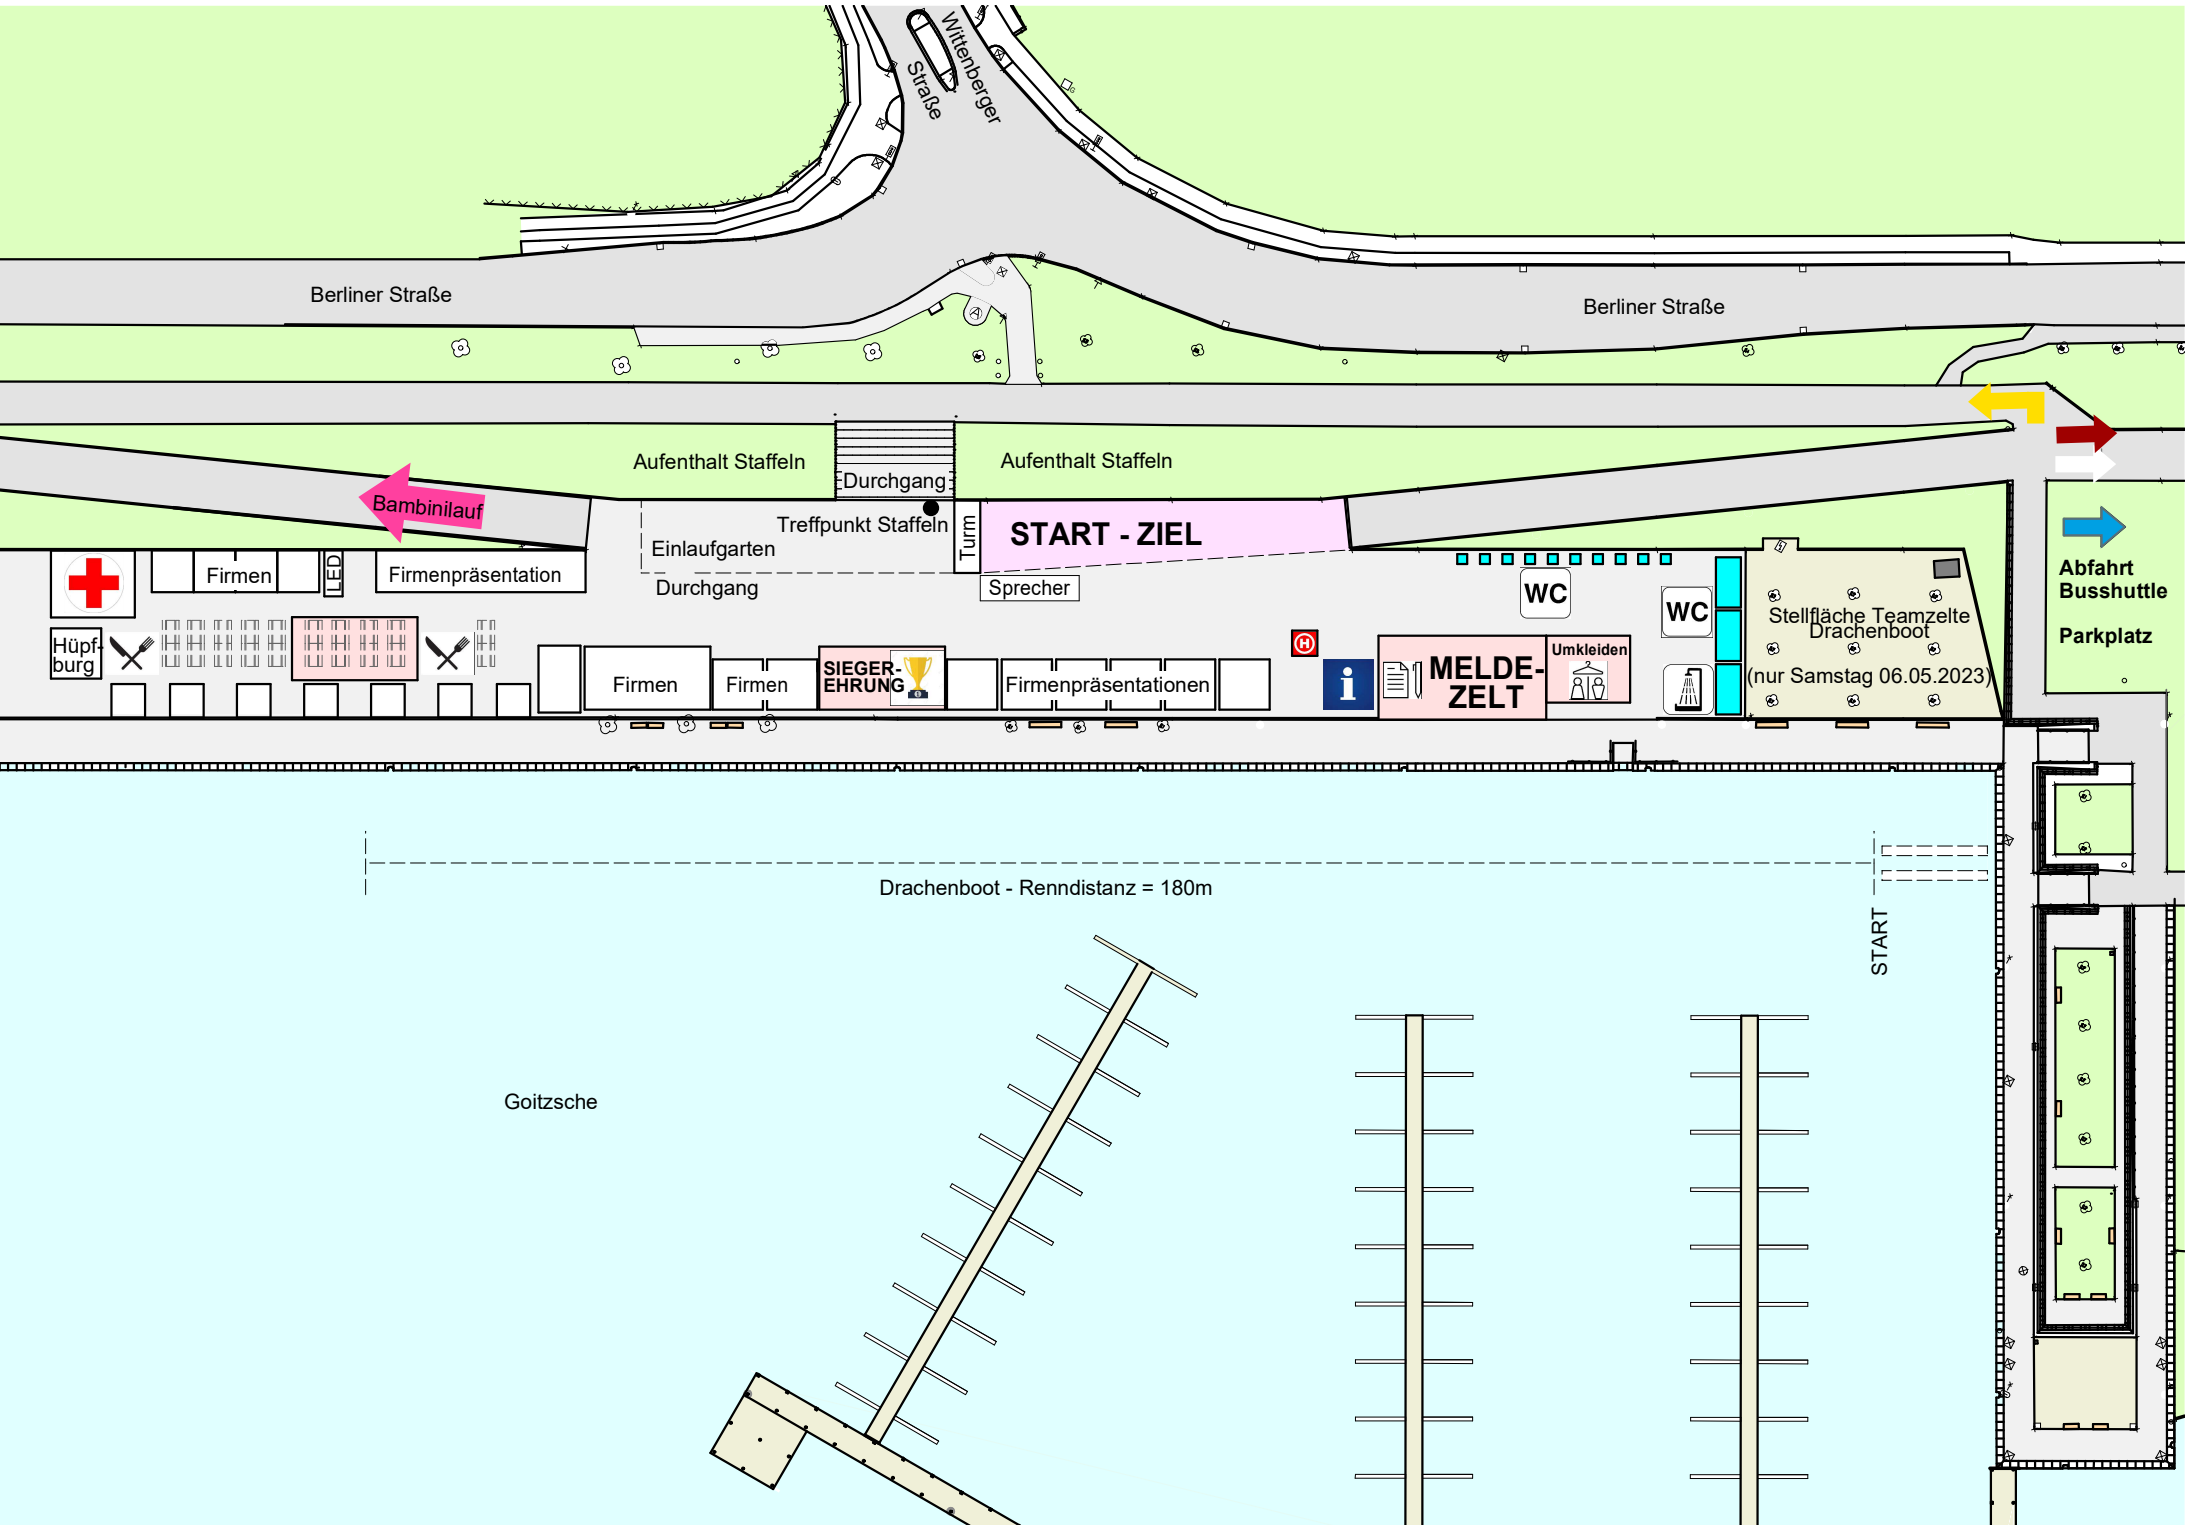 Wittenberger
Straße
Berliner Straße
Berliner Straße
Aufenthalt Staffeln
Aufenthalt Staffeln
Durchgang
Bambinilauf
Treffpunkt Staffeln
Turm
START - ZIEL
Einlaufgarten
Durchgang
Sprecher
Firmen
LED
Firmenpräsentation
WC
WC
Abfahrt
Busshuttle
Parkplatz
Stellfläche Teamzelte
Drachenboot
(nur Samstag 06.05.2023)
Hüpf-
burg
Firmen
Firmen
SIEGER-
EHRUNG
Firmenpräsentationen
H
i
MELDE-
ZELT
Umkleiden
Drachenboot - Renndistanz = 180m
START
Goitzsche